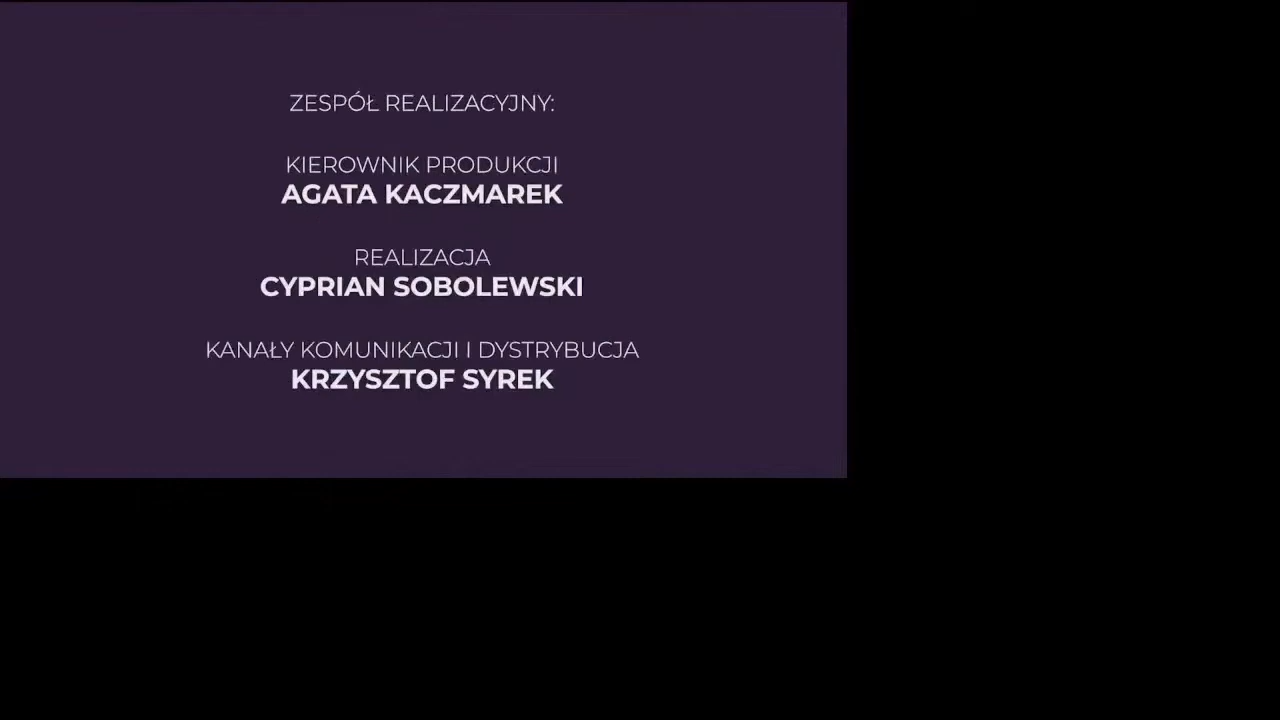 ZESPÓŁ REALIZACYJNY:
KIEROWNIK PRODUKCJI
AGATA KACZMAREK
REALIZACJA
CYPRIAN SOBOLEWSKI
KANAŁY KOMUNIKACJI I DYSTRYBUCJA
KRZYSZTOF SYREK